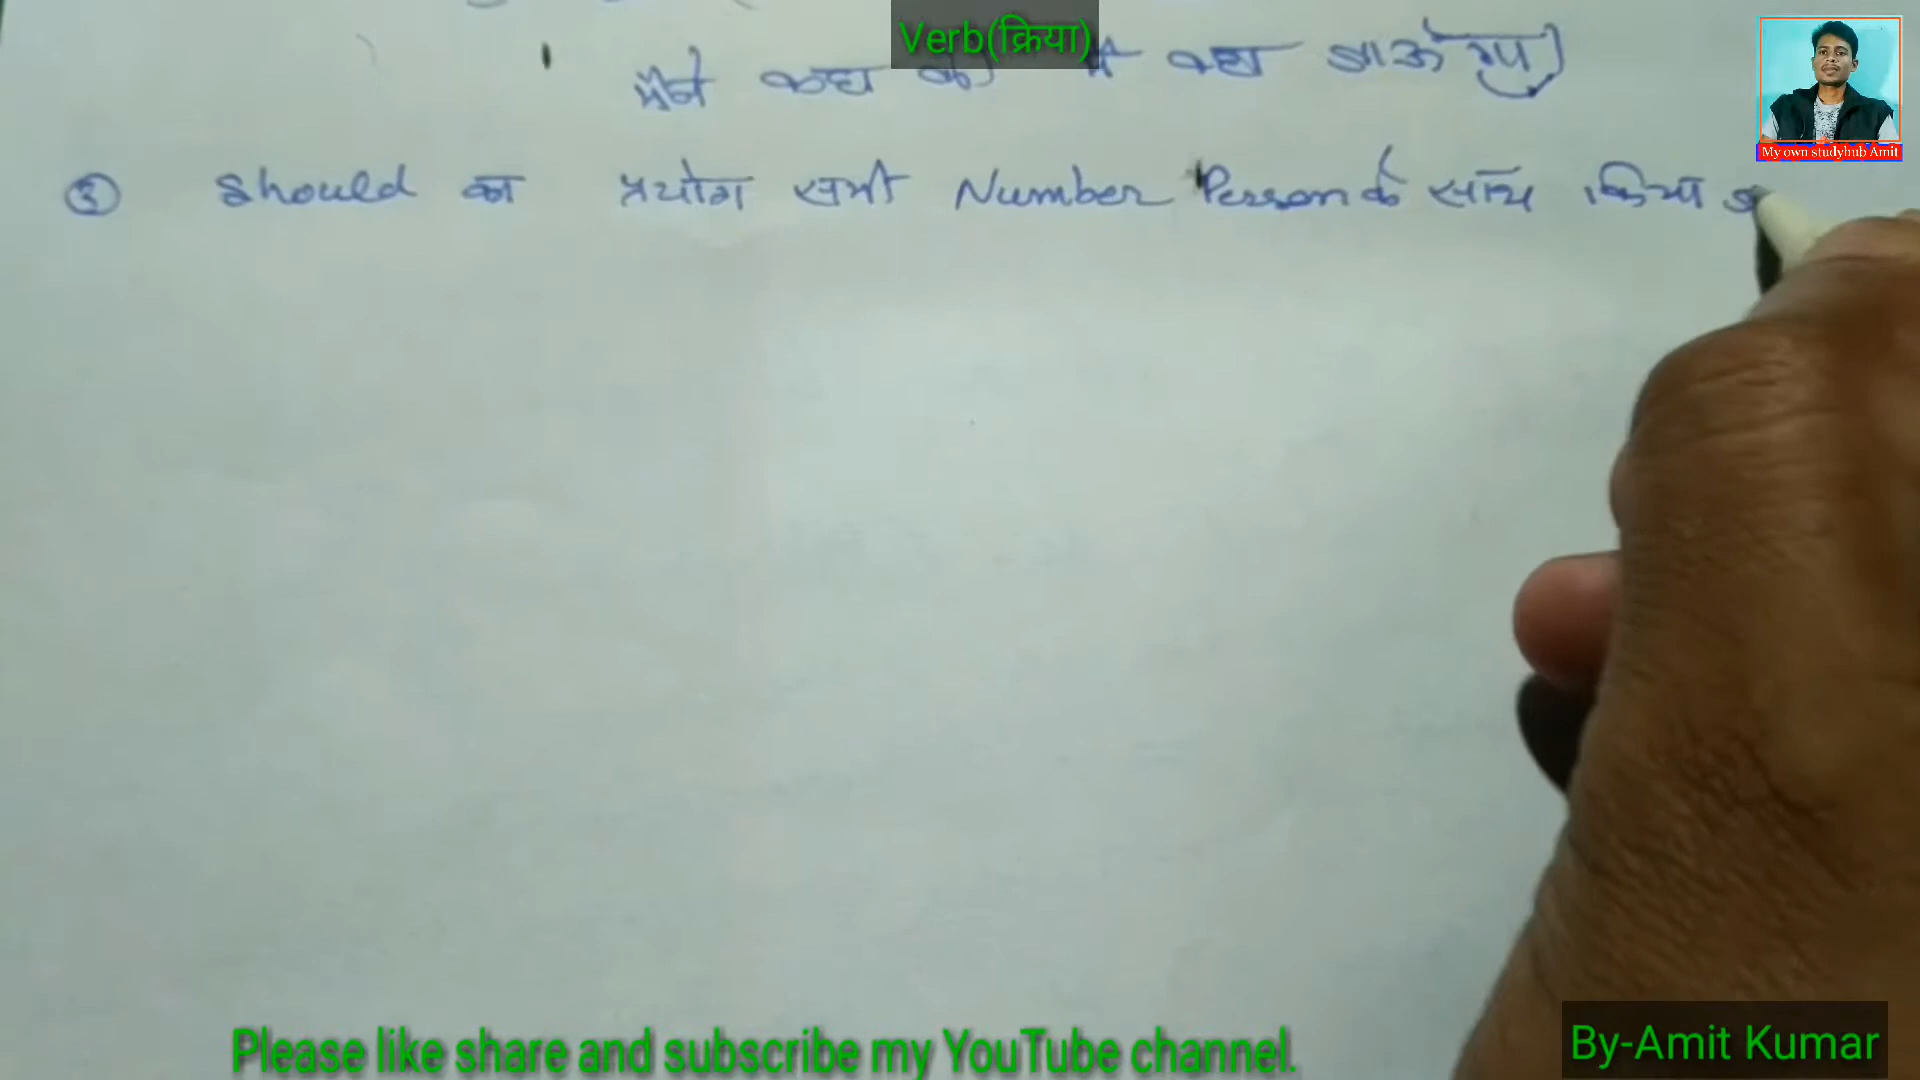 Verb(क्रिया)
मैने कहा की मै वहा जाऊंगा)
My own studyhub Amit
③ Should का प्रयोग सभी Number Person के साथ किया ज
Please like share and subscribe my YouTube channel.
By-Amit Kumar